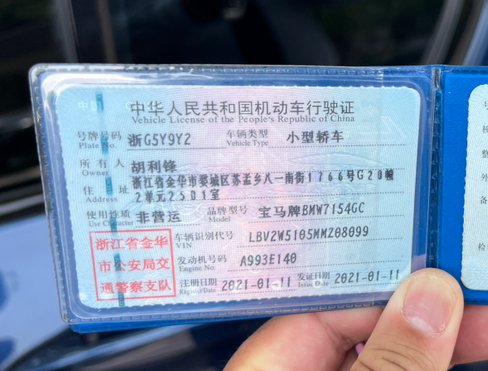 中华人民共和国机动车行驶证
Vehicle License of the People's Republic of China
号牌号码 浙G5Y9Y2 车辆类型 小型轿车
Plate No. Vehicle Type
所有人 胡利锋
Owner
浙江省金华市婺城区苏孟乡八一南街1766号G20幢
住址 2单元2501室
Address
使用性质 非营运 品牌型号 宝马牌BMW7154GC
Use Character Model
浙江省金华
市公安局交
通警察支队
车辆识别代号 LBV2W5105MM208099
VIN
发动机号码 A993E140
Engine No.
注册日期 2021-01-11 发证日期 2021-01-11
Register Date Issue Date